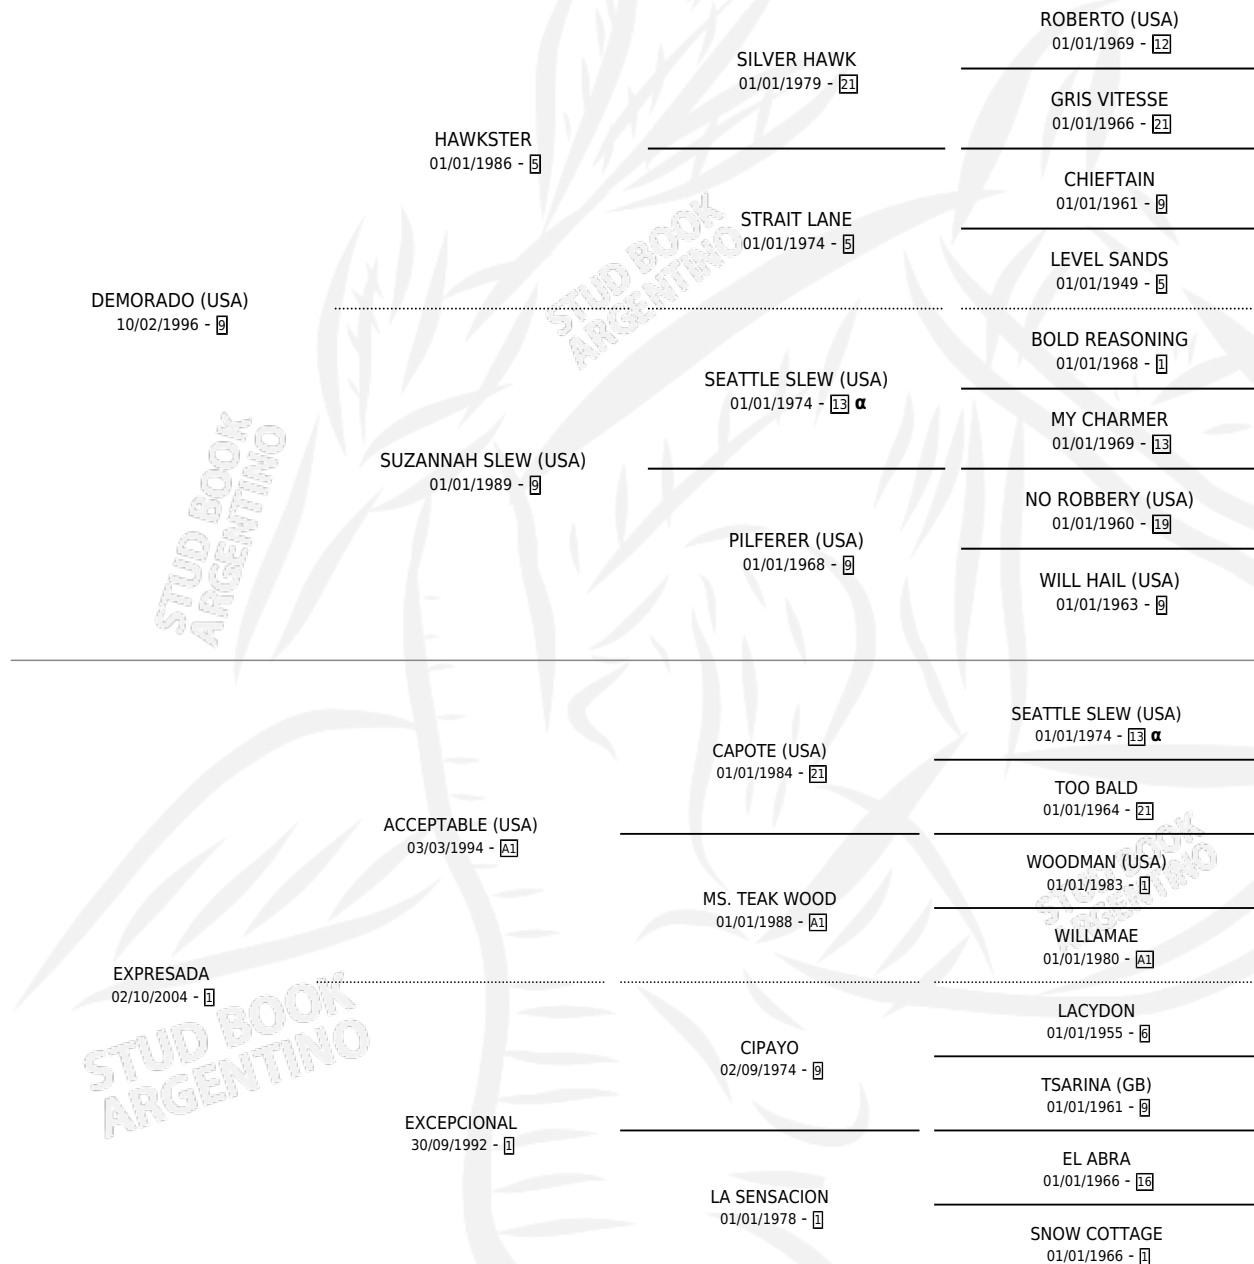 ROBERTO (USA)
01/01/1969 - 12
SILVER HAWK
01/01/1979 - 21
GRIS VITESSE
01/01/1966 - 21
HAWKSTER
01/01/1986 - 5
CHIEFTAIN
01/01/1961 - 9
STRAIT LANE
01/01/1974 - 5
LEVEL SANDS
01/01/1949 - 5
DEMORADO (USA)
10/02/1996 - 9
BOLD REASONING
01/01/1968 - 1
SEATTLE SLEW (USA)
01/01/1974 - 13 α
MY CHARMER
01/01/1969 - 13
SUZANNAH SLEW (USA)
01/01/1989 - 9
NO ROBBERY (USA)
01/01/1960 - 19
PILFERER (USA)
01/01/1968 - 9
WILL HAIL (USA)
01/01/1963 - 9
SEATTLE SLEW (USA)
01/01/1974 - 13 α
CAPOTE (USA)
01/01/1984 - 21
TOO BALD
01/01/1964 - 21
ACCEPTABLE (USA)
03/03/1994 - A1
WOODMAN (USA)
01/01/1983 - 1
MS. TEAK WOOD
01/01/1988 - A1
WILLAMAE
01/01/1980 - A1
EXPRESADA
02/10/2004 - 1
LACYDON
01/01/1955 - 6
CIPAYO
02/09/1974 - 9
TSARINA (GB)
01/01/1961 - 9
EXCEPCIONAL
30/09/1992 - 1
EL ABRA
01/01/1966 - 16
LA SENSACION
01/01/1978 - 1
SNOW COTTAGE
01/01/1966 - 1
STUD BOOK
ARGENTINO
STUD BOOK
ARGENTINO
STUD BOOK
ARGENTINO
STUD BOOK
ARGENTINO